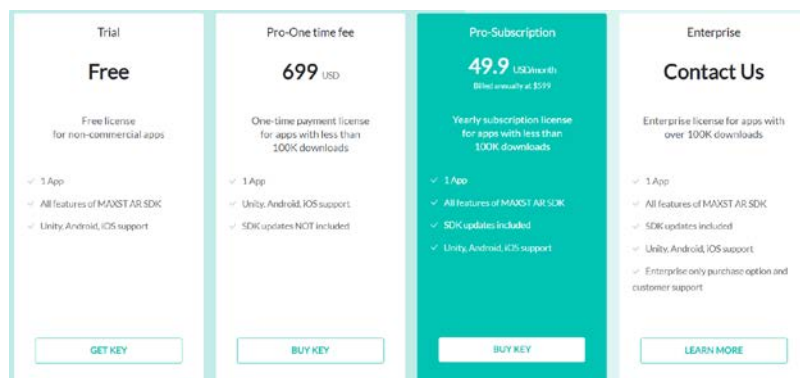 Trial
Free
Free license
for non-commercial apps
✓ 1 App
✓ All features of MAXST AR SDK
✓ Unity, Android, iOS support
GET KEY
Pro-One time fee
699 USD
One-time payment license
for apps with less than
100K downloads
✓ 1 App
✓ Unity, Android, iOS support
✓ SDK updates NOT included
BUY KEY
Pro-Subscription
49.9 USD/month
Billed annually at $599
Yearly subscription license
for apps with less than
100K downloads
✓ 1 App
✓ All features of MAXST AR SDK
✓ SDK updates included
✓ Unity, Android, iOS support
BUY KEY
Enterprise
Contact Us
Enterprise license for apps with
over 100K downloads
✓ 1 App
✓ All features of MAXST AR SDK
✓ SDK updates included
✓ Unity, Android, iOS support
✓ Enterprise only purchase option and
customer support
LEARN MORE